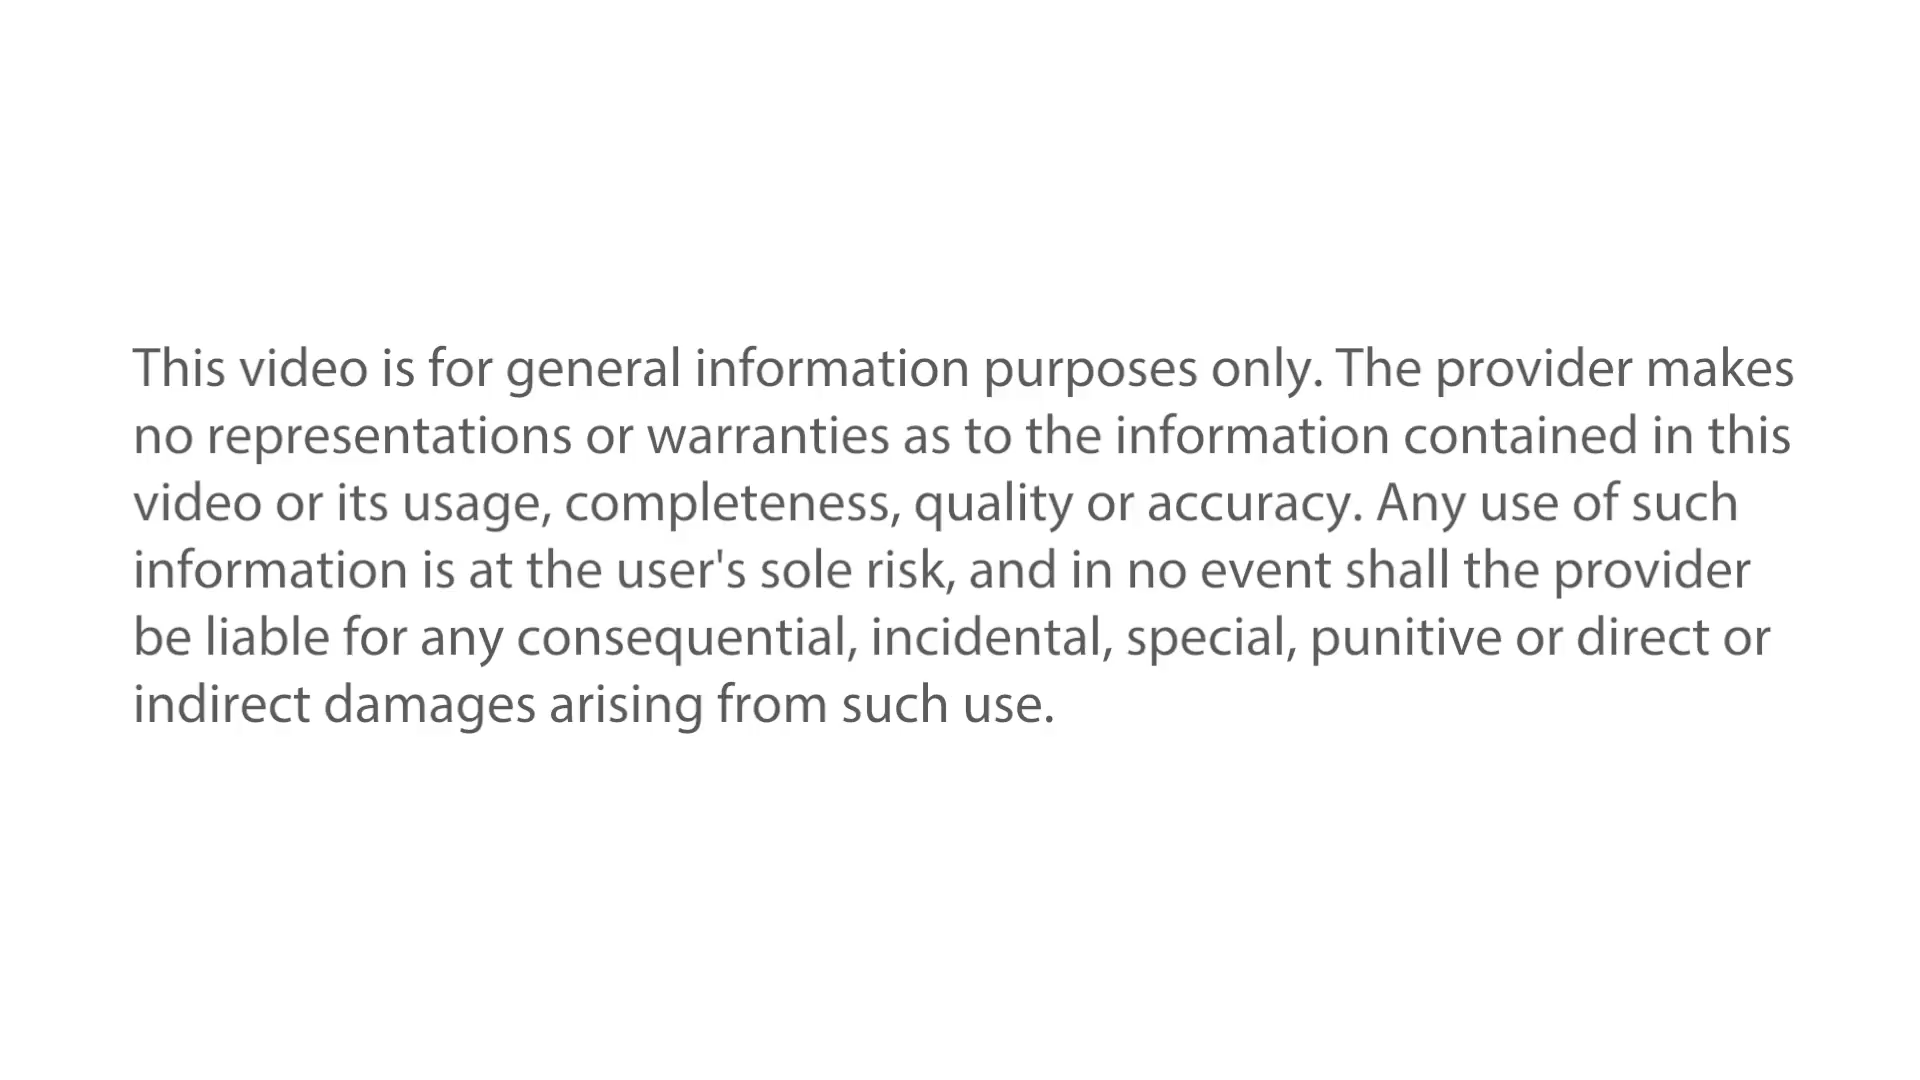 This video is for general information purposes only. The provider makes
no representations or warranties as to the information contained in this
video or its usage, completeness, quality or accuracy. Any use of such
information is at the user's sole risk, and in no event shall the provider
be liable for any consequential, incidental, special, punitive or direct or
indirect damages arising from such use.